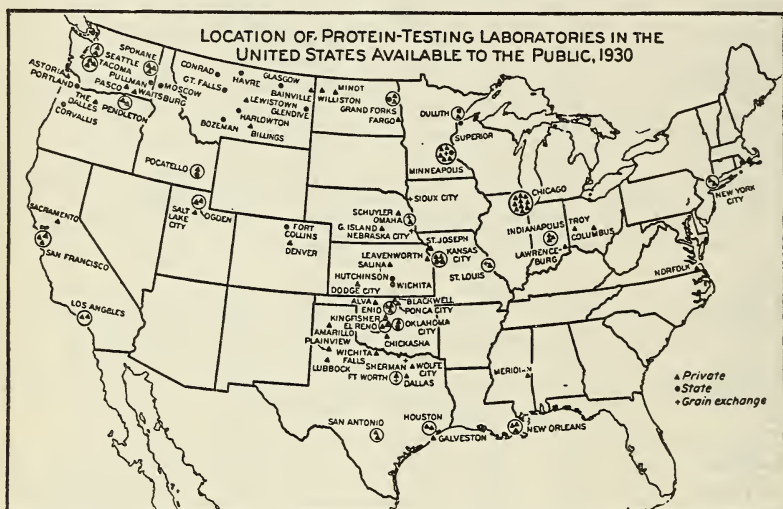 LOCATION OF PROTEIN-TESTING LABORATORIES IN THE
UNITED STATES AVAILABLE TO THE PUBLIC, 1930
SPOKANE
SEATTLE
TACOMA
PULLMAN
MOSCOW
ASTORIA
PORTLAND
PASCO
WAITSBURG
THE
DALLES
PENDLETON
CORVALLIS
CONRAD
HAVRE
GLASGOW
GT. FALLS
BAINVILLE
LEWISTOWN
GLENDIVE
HARLOWTON
BOZEMAN
BILLINGS
MINOT
WILLISTON
GRAND FORKS
FARGO
DULUTH
SUPERIOR
MINNEAPOLIS
POCATELLO
SIOUX CITY
CHICAGO
NEW YORK
CITY
SACRAMENTO
SALT
LAKE
CITY
OGDEN
SCHUYLER
OMAHA
G. ISLAND
NEBRASKA CITY
INDIANAPOLIS
TROY
COLUMBUS
LAWRENCE-
BURG
FORT
COLLINS
DENVER
ST. JOSEPH
LEAVENWORTH
KANSAS
CITY
SALINA
ST. LOUIS
SAN FRANCISCO
HUTCHINSON
WICHITA
DODGE CITY
NORFOLK
LOS ANGELES
ALVA
BLACKWELL
ENID
PONCA CITY
KINGFISHER
EL RENO
OKLAHOMA
CITY
AMARILLO
CHICKASHA
PLAINVIEW
WICHITA
FALLS
LUBBOCK
SHERMAN
WOLFE
CITY
FT WORTH
DALLAS
MERIDIAN
Private
State
Grain exchange
SAN ANTONIO
HOUSTON
GALVESTON
NEW ORLEANS